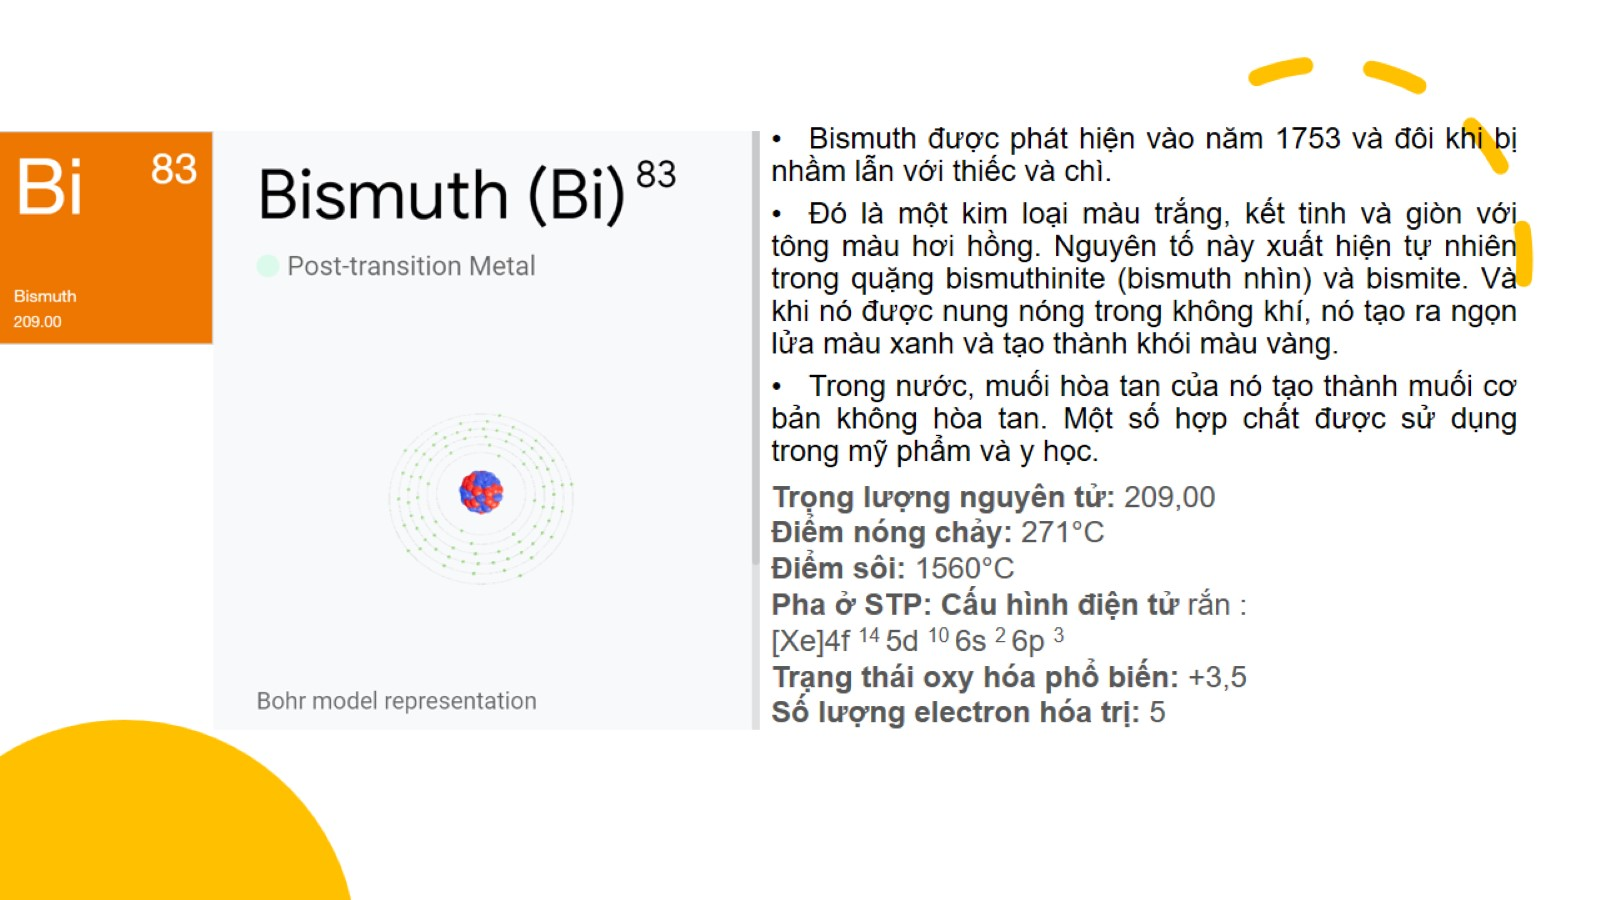 Bi 83
Bismuth
209.00
Bismuth (Bi) 83
Post-transition Metal
Bohr model representation
• Bismuth được phát hiện vào năm 1753 và đôi khi bị
nhầm lẫn với thiếc và chì.
• Đó là một kim loại màu trắng, kết tinh và giòn với
tông màu hơi hồng. Nguyên tố này xuất hiện tự nhiên
trong quặng bismuthinite (bismuth nhìn) và bismite. Và
khi nó được nung nóng trong không khí, nó tạo ra ngọn
lửa màu xanh và tạo thành khói màu vàng.
• Trong nước, muối hòa tan của nó tạo thành muối cơ
bản không hòa tan. Một số hợp chất được sử dụng
trong mỹ phẩm và y học.
Trọng lượng nguyên tử: 209,00
Điểm nóng chảy: 271°C
Điểm sôi: 1560°C
Pha ở STP: Cấu hình điện tử rắn :
[Xe]4f 14 5d 10 6s 2 6p 3
Trạng thái oxy hóa phổ biến: +3,5
Số lượng electron hóa trị: 5